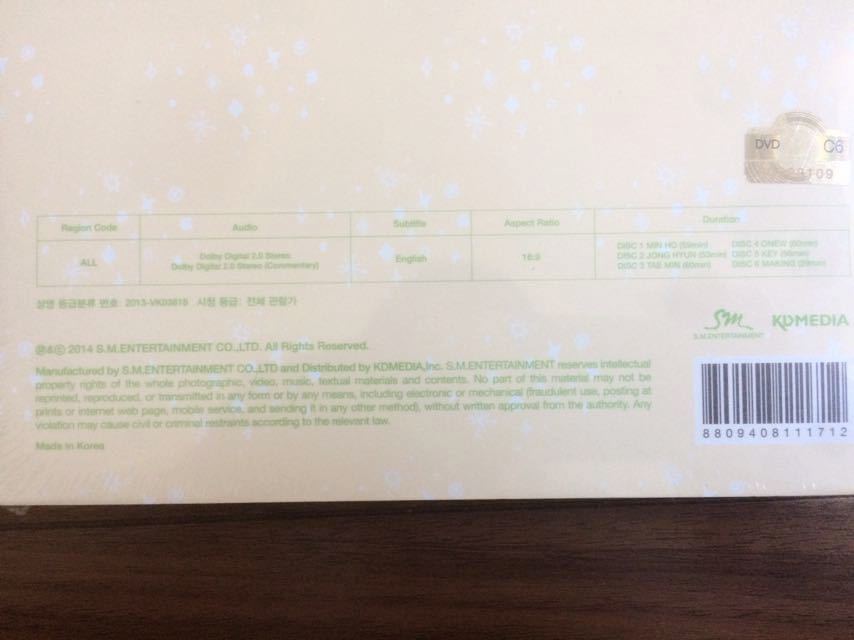 DVD C6
3109
Region Code Audio Subtitle Aspect Ratio Duration
ALL
Dolby Digital 2.0 Stereo
Dolby Digital 2.0 Stereo (Commentary)
English
16:9
DISC 1 MIN HO (59min) DISC 4 ONEW (60min)
DISC 2 JONG HYUN (53min) DISC 5 KEY (56min)
DISC 3 TAE MIN (60min) DISC 6 MAKING (29min)
상영 등급분류 번호: 2013-VK03815 시청 등급: 전체 관람가
SM
S.M.ENTERTAINMENT
KDMEDIA
℗&© 2014 S.M.ENTERTAINMENT CO.,LTD. All Rights Reserved.
Manufactured by S.M.ENTERTAINMENT CO.,LTD and Distributed by KDMEDIA,Inc. S.M.ENTERTAINMENT reserves intellectual
property rights of the whole photographic, video, music, textual materials and contents. No part of this material may not be
reprinted, reproduced, or transmitted in any form or by any means, including electronic or mechanical (fraudulent use, posting at
prints or internet web page, mobile service, and sending it in any other method), without written approval from the authority. Any
violation may cause civil or criminal restraints according to the relevant law.
Made in Korea
8809408111712